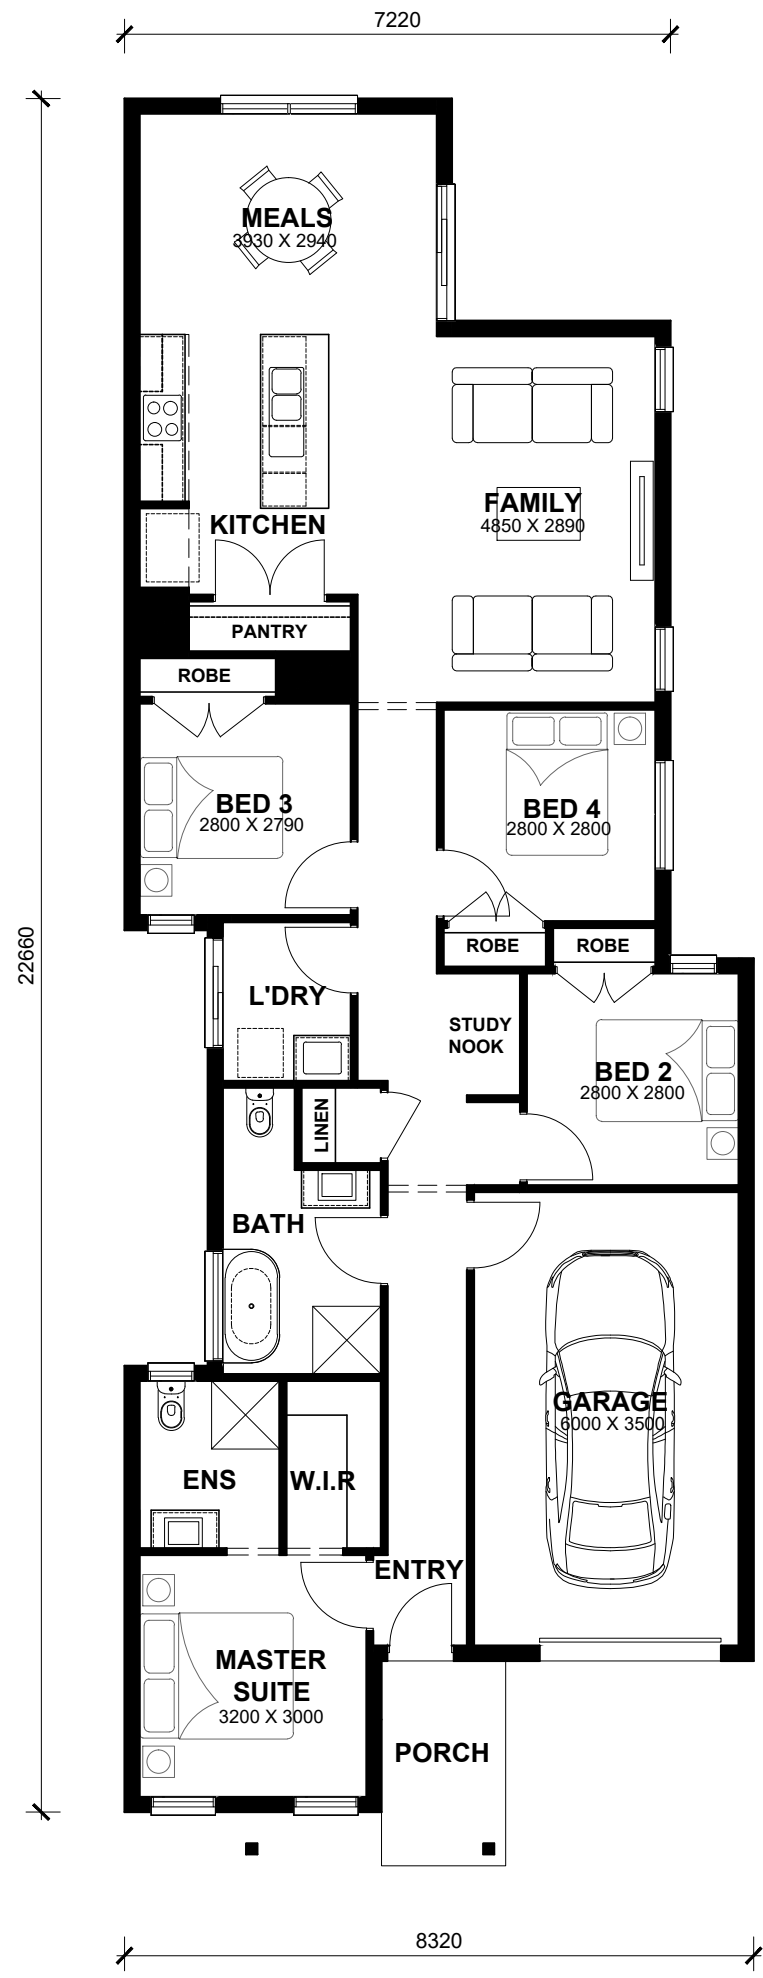 7220
MEALS
3930 X 2940
FAMILY
4850 X 2890
KITCHEN
PANTRY
ROBE
BED 3
2800 X 2790
BED 4
2800 X 2800
22660
ROBE
ROBE
L'DRY
STUDY
NOOK
BED 2
2800 X 2800
LINEN
BATH
GARAGE
6000 X 3500
ENS
W.I.R
ENTRY
MASTER
SUITE
3200 X 3000
PORCH
8320